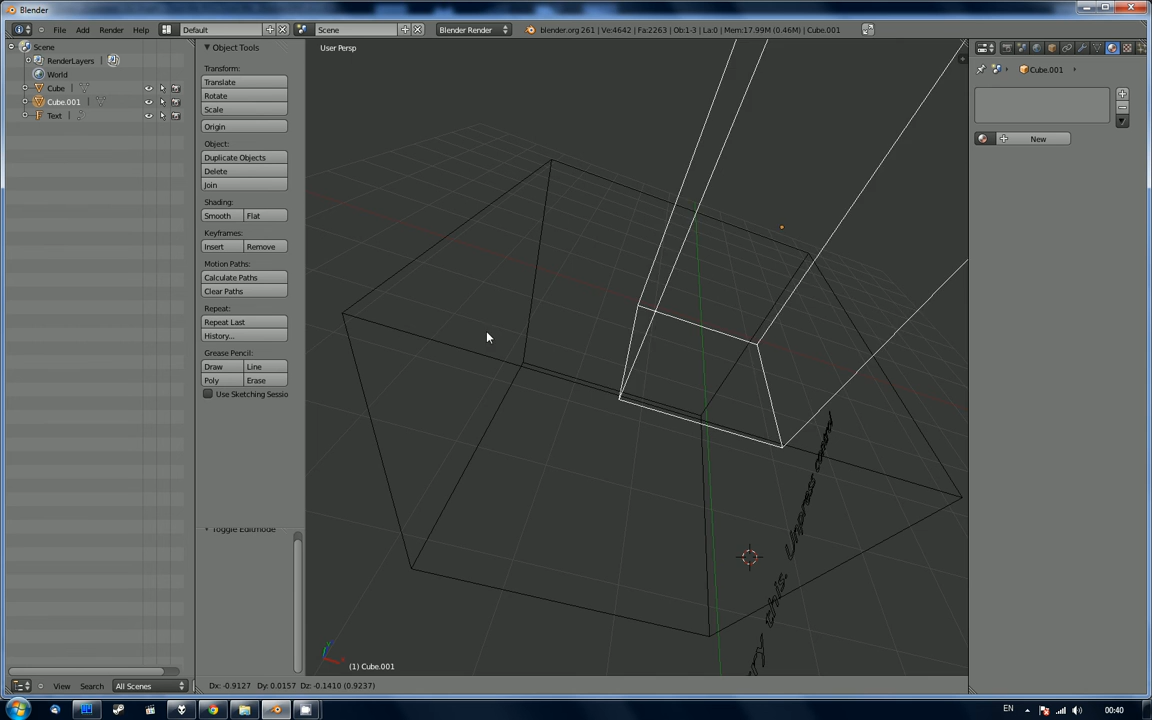 Blender
File Add Render Help Default Scene Blender Render blender.org 261 | Ve:4642 | Fa:2263 | Ob:1-3 | La:0 | Mem:17.99M (0.46M) | Cube.001
Scene
RenderLayers
World
Cube
Cube.001
Text
Object Tools
Transform:
Translate
Rotate
Scale
Origin
Object:
Duplicate Objects
Delete
Join
Shading:
Smooth Flat
Keyframes:
Insert Remove
Motion Paths:
Calculate Paths
Clear Paths
Repeat:
Repeat Last
History...
Grease Pencil:
Draw Line
Poly Erase
Use Sketching Sessio
Toggle Editmode
User Persp
(1) Cube.001
Cube.001
New
View Search All Scenes
Dx: -0.9127 Dy: 0.0157 Dz: -0.1410 (0.9237)
EN 00:40